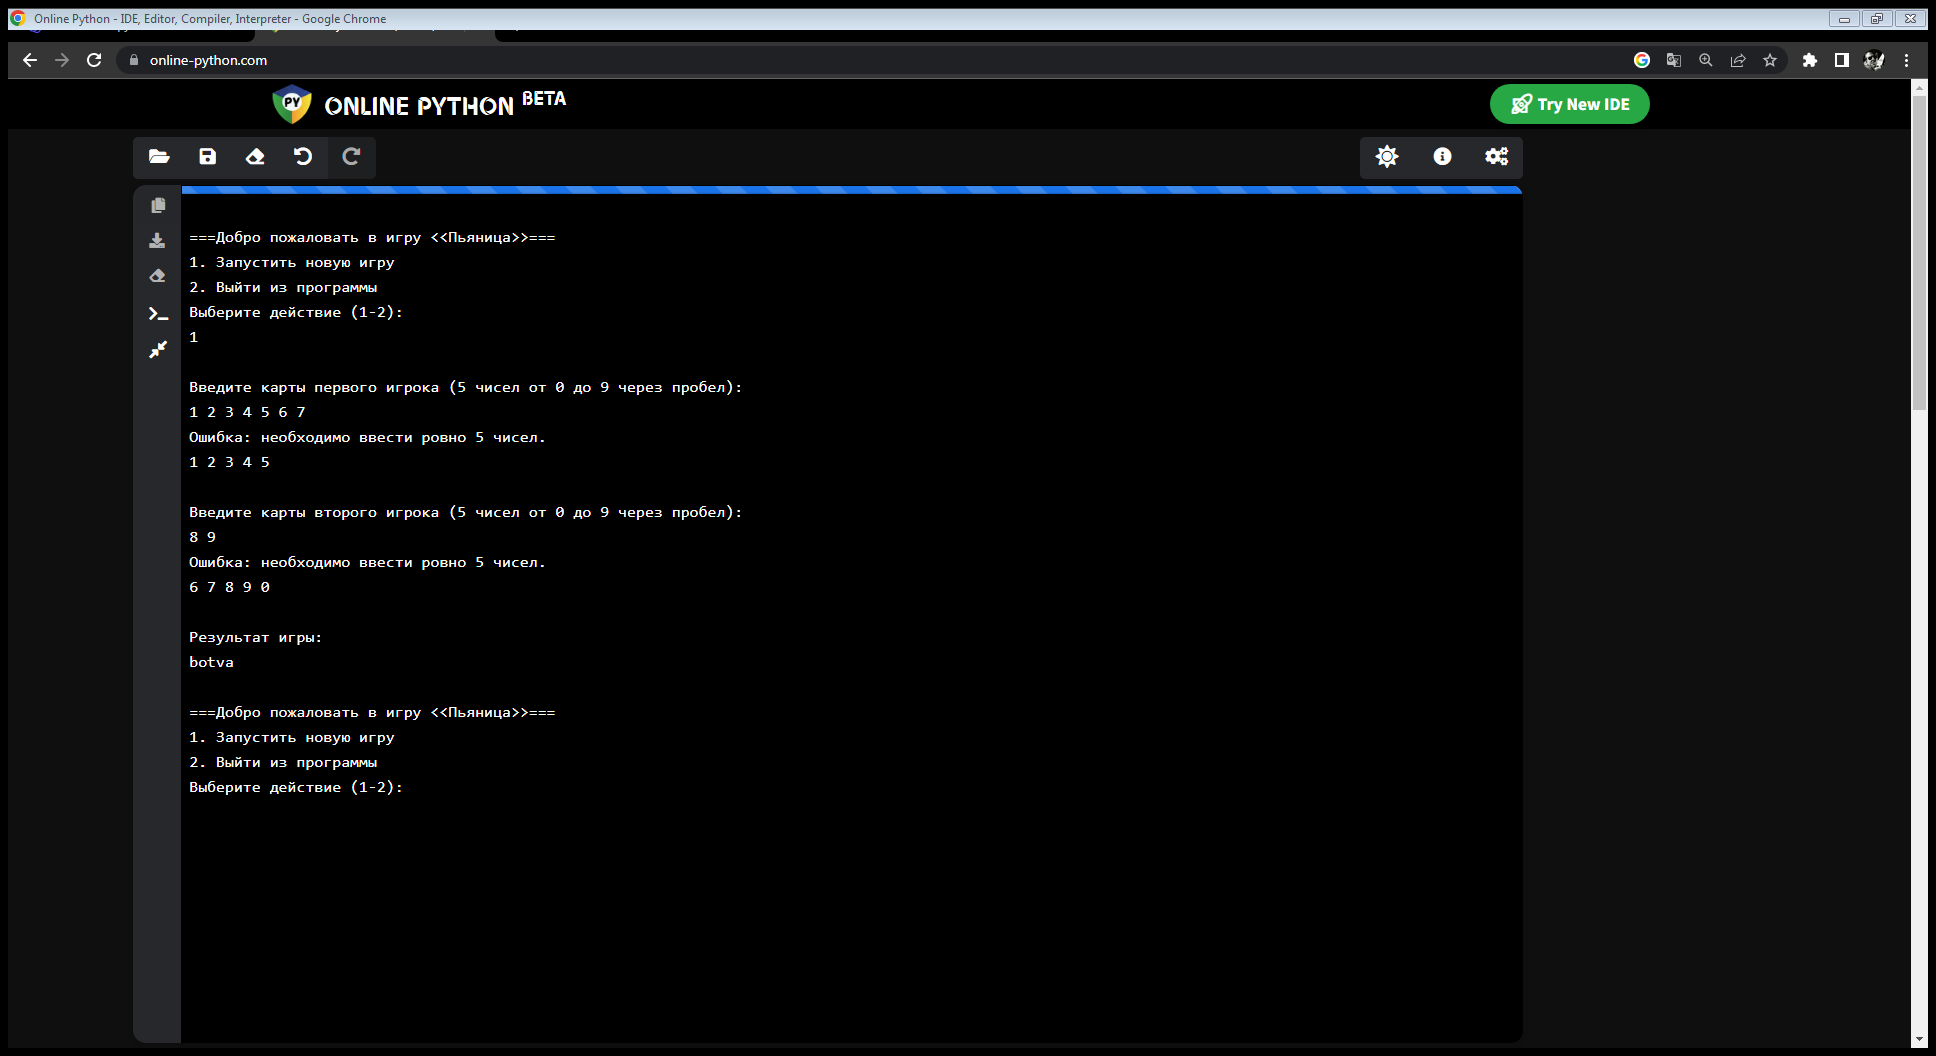 Online Python - IDE, Editor, Compiler, Interpreter - Google Chrome
online-python.com
PY
ONLINE PYTHON BETA
Try New IDE
===Добро пожаловать в игру <<Пьяница>>===
1. Запустить новую игру
2. Выйти из программы
Выберите действие (1-2):
1
Введите карты первого игрока (5 чисел от 0 до 9 через пробел):
1 2 3 4 5 6 7
Ошибка: необходимо ввести ровно 5 чисел.
1 2 3 4 5
Введите карты второго игрока (5 чисел от 0 до 9 через пробел):
8 9
Ошибка: необходимо ввести ровно 5 чисел.
6 7 8 9 0
Результат игры:
botva
===Добро пожаловать в игру <<Пьяница>>===
1. Запустить новую игру
2. Выйти из программы
Выберите действие (1-2):